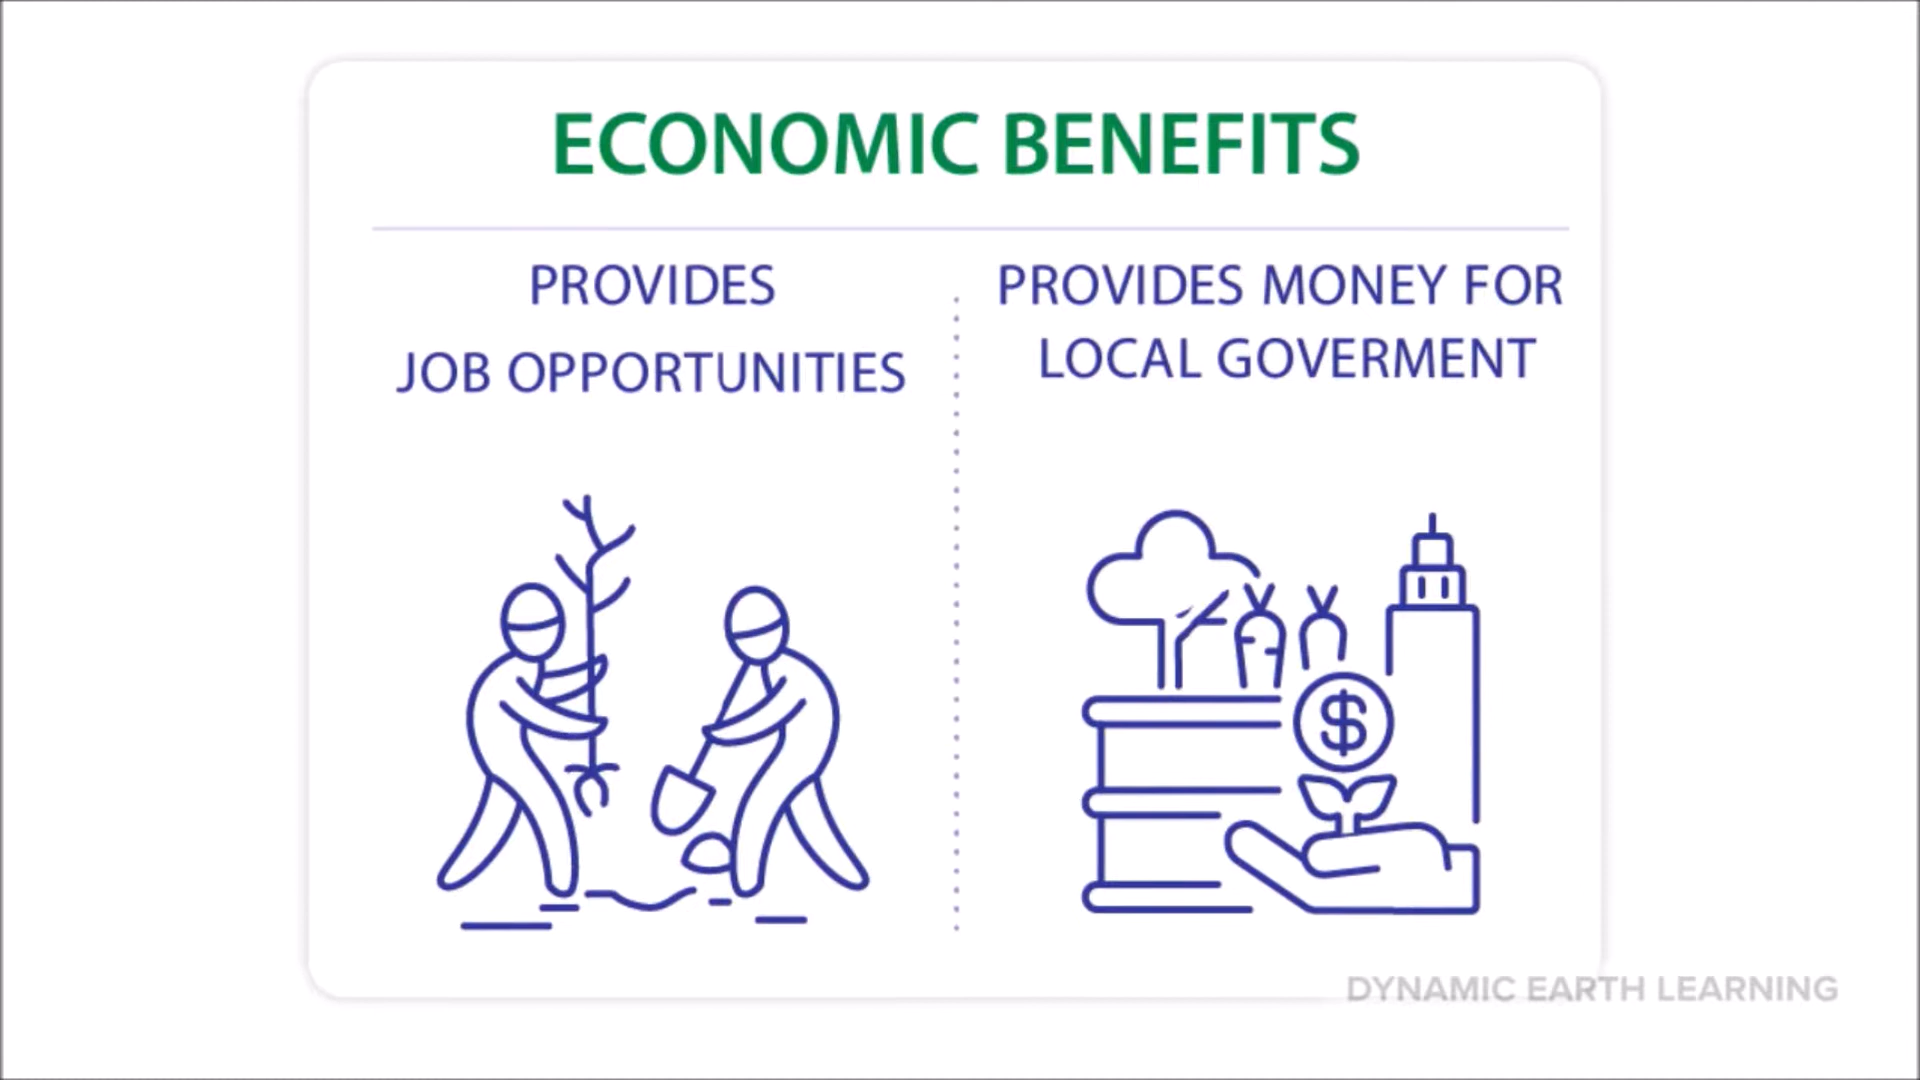 ECONOMIC BENEFITS
PROVIDES
JOB OPPORTUNITIES
PROVIDES MONEY FOR
LOCAL GOVERMENT
$
DYNAMIC EARTH LEARNING